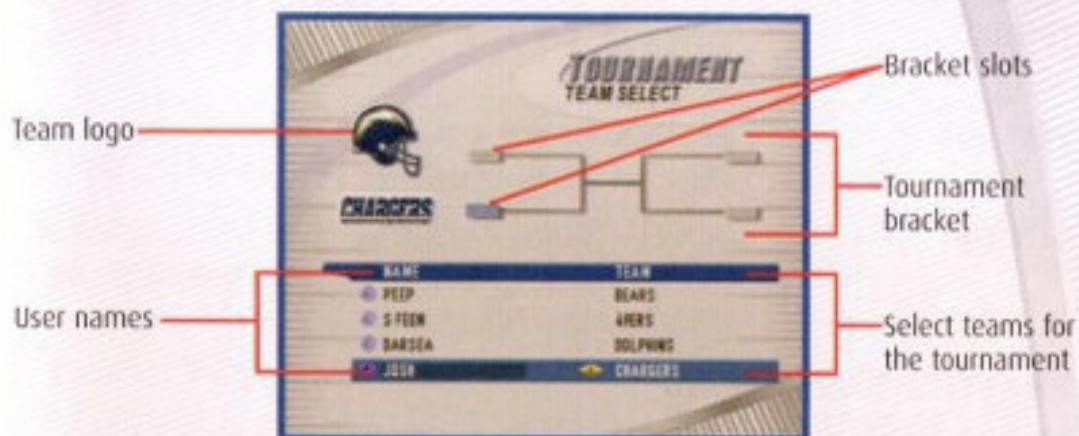 TOURNAMENT
TEAM SELECT
Bracket slots
Team logo
CHARGERS
Tournament
bracket
NAME TEAM
PEEP BEARS
S FEEN 49ERS
DARSEA DOLPHINS
JOSH CHARGERS
User names
Select teams for
the tournament